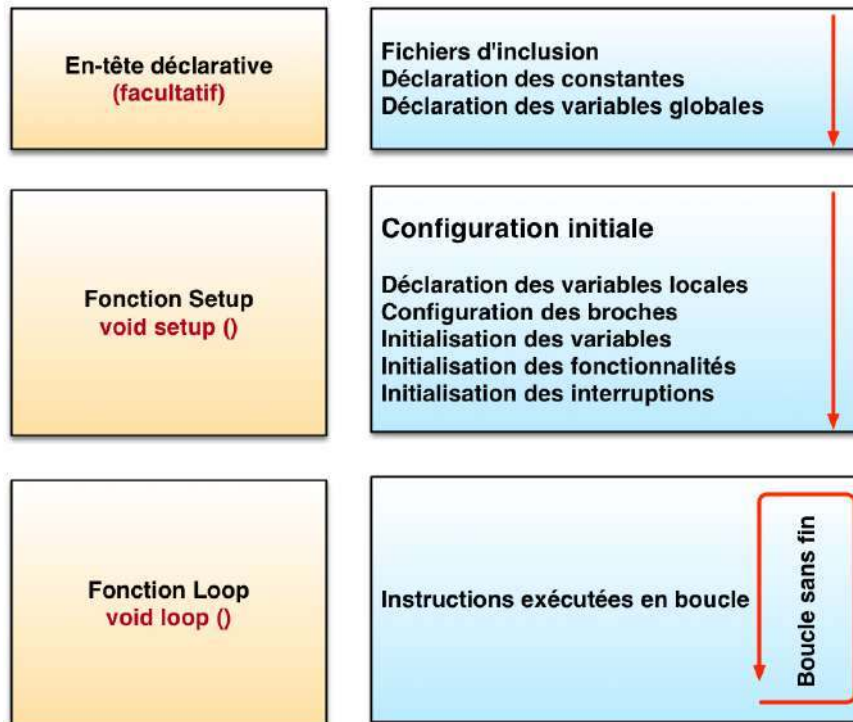 En-tête déclarative
(facultatif)
Fichiers d'inclusion
Déclaration des constantes
Déclaration des variables globales
Fonction Setup
void setup ()
Configuration initiale
Déclaration des variables locales
Configuration des broches
Initialisation des variables
Initialisation des fonctionnalités
Initialisation des interruptions
Fonction Loop
void loop ()
Instructions exécutées en boucle
Boucle sans fin